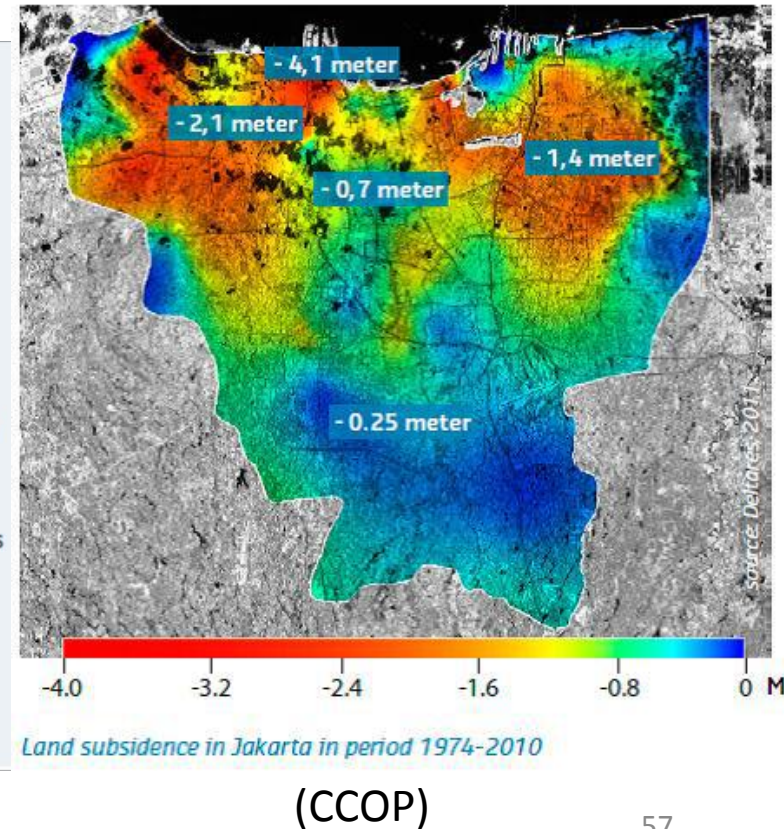 - 4,1 meter
- 2,1 meter
- 1,4 meter
- 0,7 meter
- 0.25 meter
source Deltares 2011
-4.0 -3.2 -2.4 -1.6 -0.8 0 M
s
Land subsidence in Jakarta in period 1974-2010
(CCOP)
57